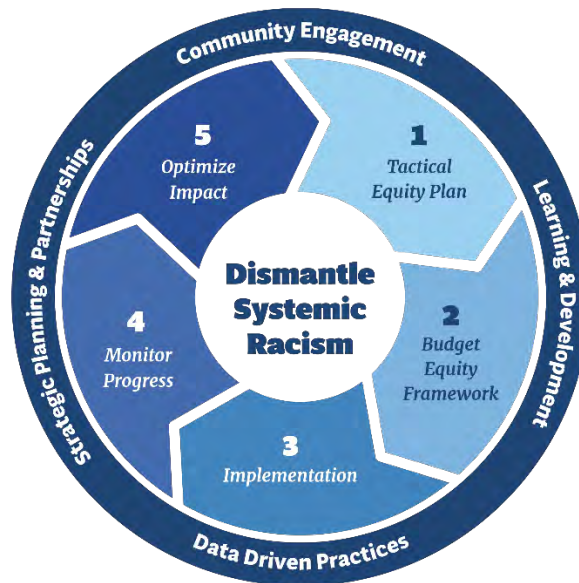 Community Engagement
Learning & Development
Data Driven Practices
Strategic Planning & Partnerships
1
Tactical
Equity Plan
2
Budget
Equity
Framework
3
Implementation
4
Monitor
Progress
5
Optimize
Impact
Dismantle
Systemic
Racism